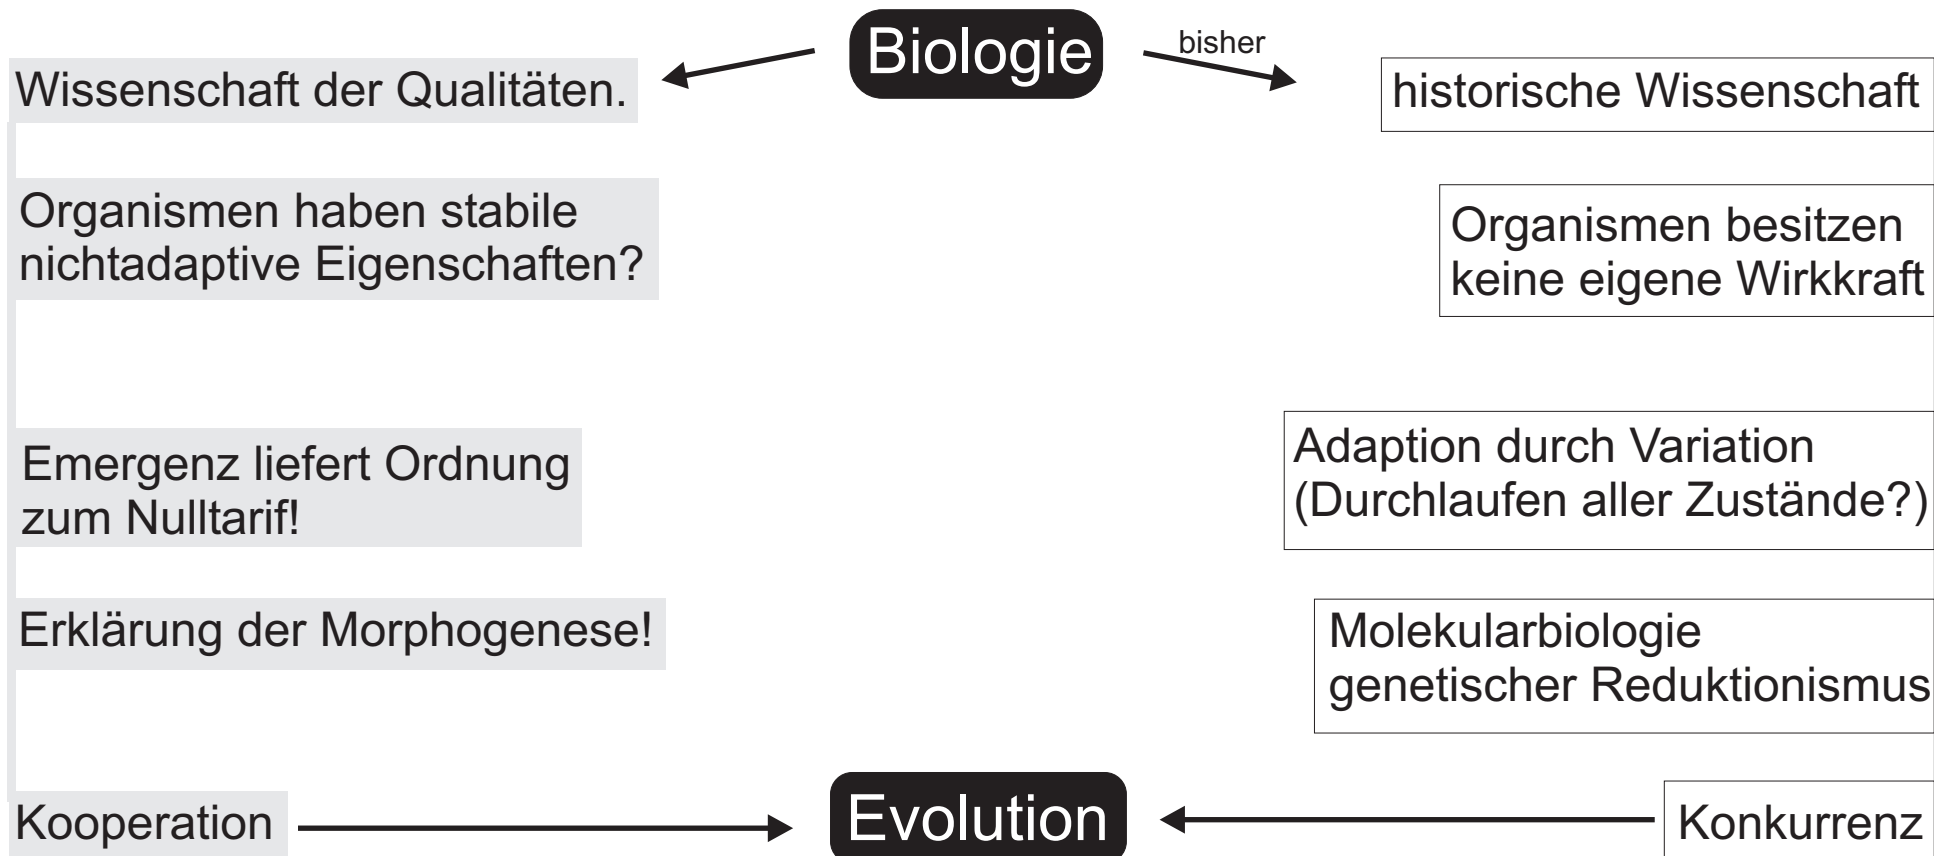 Biologie
bisher
Wissenschaft der Qualitäten.
historische Wissenschaft
Organismen haben stabile
nichtadaptive Eigenschaften?
Organismen besitzen
keine eigene Wirkkraft
Emergenz liefert Ordnung
zum Nulltarif!
Adaption durch Variation
(Durchlaufen aller Zustände?)
Erklärung der Morphogenese!
Molekularbiologie
genetischer Reduktionismus
Kooperation
Evolution
Konkurrenz